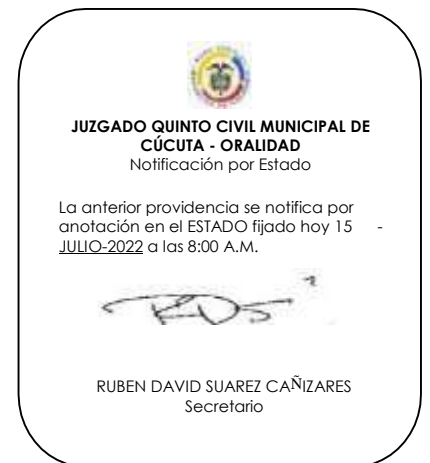 JUZGADO QUINTO CIVIL MUNICIPAL DE
CÚCUTA - ORALIDAD
Notificación por Estado
La anterior providencia se notifica por
anotación en el ESTADO fijado hoy 15 -
JULIO-2022 a las 8:00 A.M.
RUBEN DAVID SUAREZ CAÑIZARES
Secretario